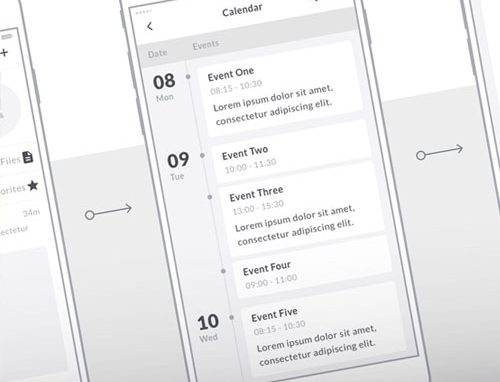 Calendar
Date Events
08
Mon
Event One
08:15 - 10:30
Lorem ipsum dolor sit amet,
consectetur adipiscing elit.
09
Tue
Event Two
10:00 - 11:30
Event Three
13:00 - 15:30
Lorem ipsum dolor sit amet,
consectetur adipiscing elit.
Event Four
09:00 - 11:00
10
Wed
Event Five
08:15 - 10:30
Lorem ipsum dolor sit amet,
consectetur adipiscing elit.
Files
orites
34m
ectetur